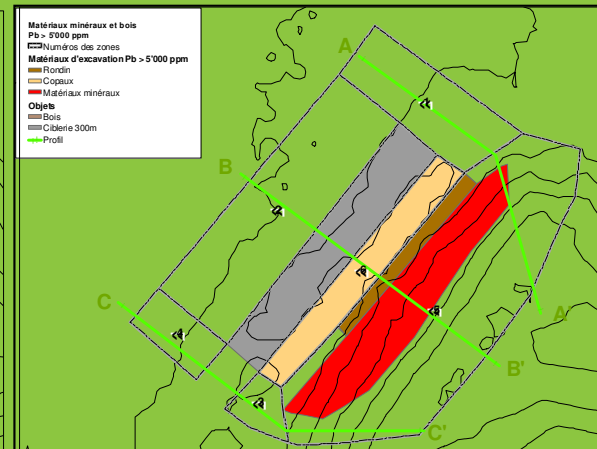 Matériaux minéraux et bois
Pb > 5'000 ppm
Numéros des zones
Matériaux d'excavation Pb > 5'000 ppm
Rondin
Copaux
Matériaux minéraux
Objets
Bois
Ciblerie 300m
Profil
A
B
C
A'
B'
C'